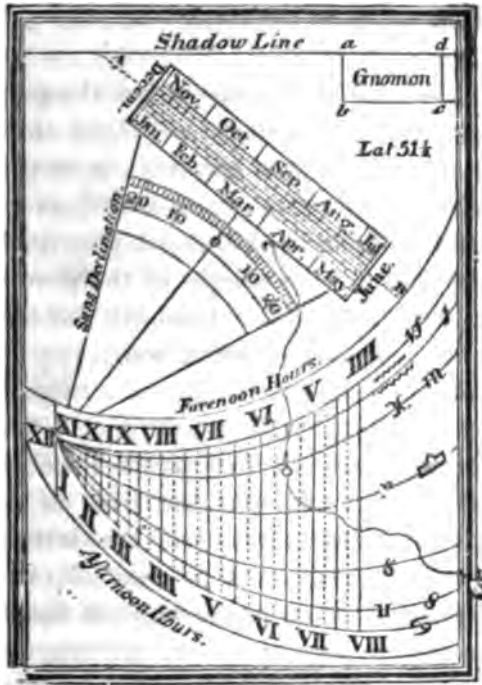 Shadow Line
a
d
Gnomon
b
c
Lat 51½
Decem:
Nov. Oct. Sep. Aug. Jul
Jan Feb. Mar. Apr. May
June.
Suns Declination.
20 10 0 10 20
Forenoon Hours.
XII XI X IX VIII VII VI V IIII
I II III IIII V VI VII VIII
Afternoon Hours.